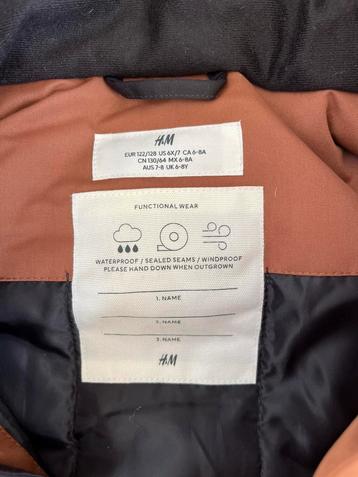 H&M
EUR 122/128 US 6X/7 CA 6-8A
CN 130/64 MX 6-8A
AUS 7-8 UK 6-8Y
FUNCTIONAL WEAR
WATERPROOF / SEALED SEAMS / WINDPROOF
PLEASE HAND DOWN WHEN OUTGROWN
1. NAME
2. NAME
3. NAME
H&M